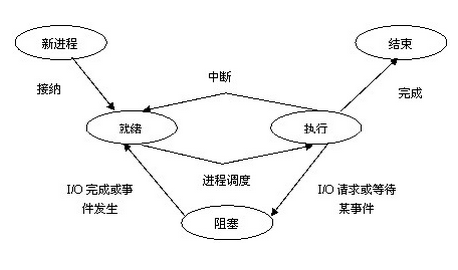 新进程
结束
接纳
中断
完成
就绪
执行
进程调度
I/O 完成或事
件发生
I/O 请求或等待
某事件
阻塞